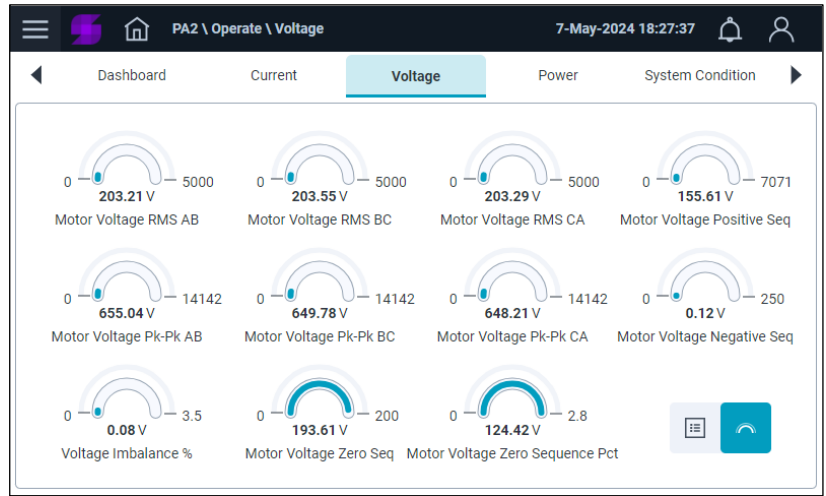 PA2 \ Operate \ Voltage 7-May-2024 18:27:37
Dashboard Current Voltage Power System Condition
0 5000 0 5000 0 5000 0 7071
203.21 V 203.55 V 203.29 V 155.61 V
Motor Voltage RMS AB Motor Voltage RMS BC Motor Voltage RMS CA Motor Voltage Positive Seq
0 14142 0 14142 0 14142 0 250
655.04 V 649.78 V 648.21 V 0.12 V
Motor Voltage Pk-Pk AB Motor Voltage Pk-Pk BC Motor Voltage Pk-Pk CA Motor Voltage Negative Seq
0 3.5 0 200 0 2.8
0.08 V 193.61 V 124.42 V
Voltage Imbalance % Motor Voltage Zero Seq Motor Voltage Zero Sequence Pct